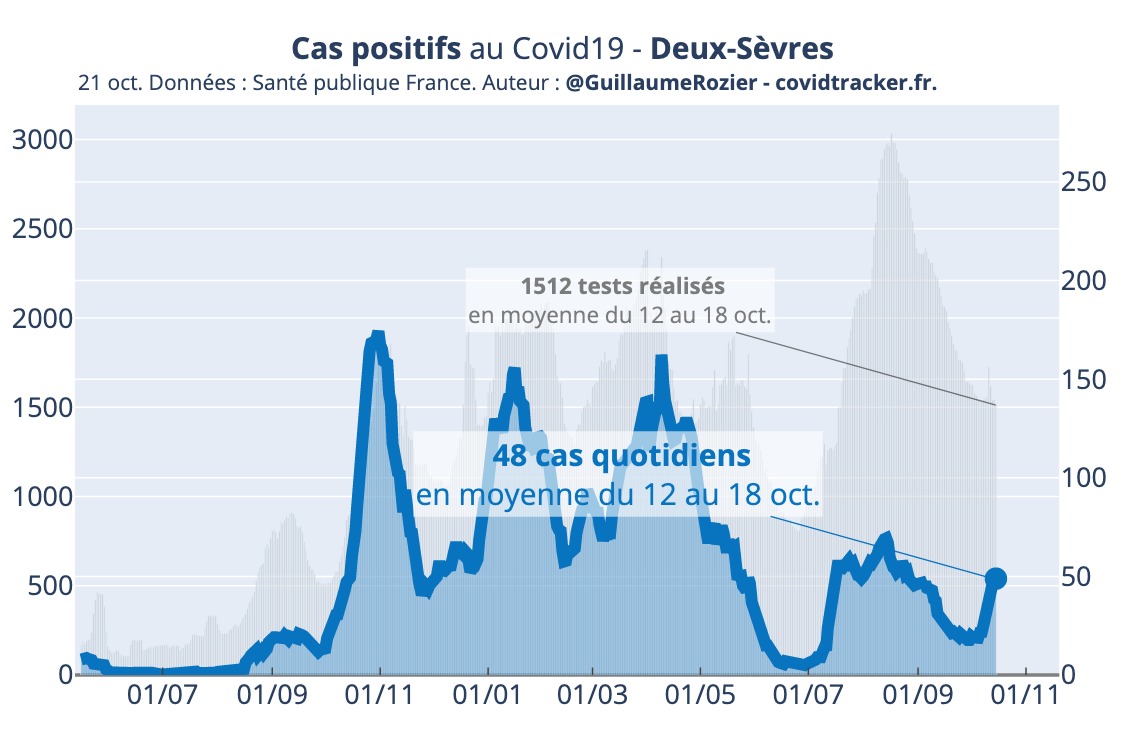 Cas positifs au Covid19 - Deux-Sèvres
21 oct. Données : Santé publique France. Auteur : @GuillaumeRozier - covidtracker.fr.
3000
2500
2000
1500
1000
500
0
250
200
150
100
50
0
1512 tests réalisés
en moyenne du 12 au 18 oct.
48 cas quotidiens
en moyenne du 12 au 18 oct.
01/07 01/09 01/11 01/01 01/03 01/05 01/07 01/09 01/11